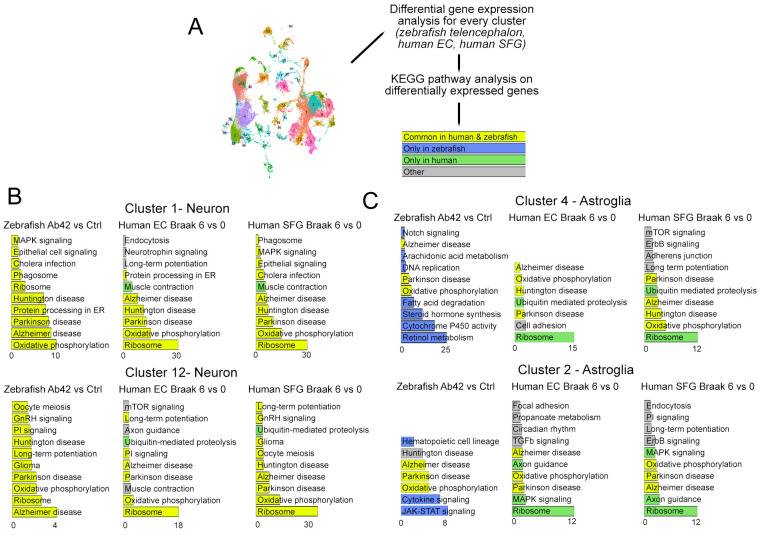 A
Differential gene expression
analysis for every cluster
(zebrafish telencephalon,
human EC, human SFG)
KEGG pathway analysis on
differentially expressed genes
Common in human & zebrafish
Only in zebrafish
Only in human
Other
B
Cluster 1- Neuron
Zebrafish Ab42 vs Ctrl
MAPK signaling
Epithelial cell signaling
Cholera infection
Phagosome
Ribosome
Huntington disease
Protein processing in ER
Parkinson disease
Alzheimer disease
Oxidative phosphorylation
0 10
Human EC Braak 6 vs 0
Endocytosis
Neurotrophin signaling
Long-term potentiation
Protein processing in ER
Muscle contraction
Alzheimer disease
Huntington disease
Parkinson disease
Oxidative phosphorylation
Ribosome
0 30
Human SFG Braak 6 vs 0
Phagosome
MAPK signaling
Epithelial signaling
Cholera infection
Muscle contraction
Alzheimer disease
Huntington disease
Parkinson disease
Oxidative phosphorylation
Ribosome
0 30
Cluster 12- Neuron
Zebrafish Ab42 vs Ctrl
Oocyte meiosis
GnRH signaling
PI signaling
Huntington disease
Long-term potentiation
Glioma
Parkinson disease
Oxidative phosphorylation
Ribosome
Alzheimer disease
0 4
Human EC Braak 6 vs 0
mTOR signaling
Long-term potentiation
Axon guidance
Ubiquitin-mediated proteolysis
PI signaling
Alzheimer disease
Parkinson disease
Muscle contraction
Oxidative phosphorylation
Ribosome
0 18
Human SFG Braak 6 vs 0
Long-term potentiation
GnRH signaling
Ubiquitin-mediated proteolysis
Glioma
Oocyte meiosis
Huntington disease
Alzheimer disease
Parkinson disease
Oxidative phosphorylation
Ribosome
0 30
C
Cluster 4 - Astroglia
Zebrafish Ab42 vs Ctrl
Notch signaling
Alzheimer disease
Arachidonic acid metabolism
DNA replication
Parkinson disease
Oxidative phosphorylation
Fatty acid degradation
Steroid hormone synthesis
Cytochrome P450 activity
Retinol metabolism
0 25
Human EC Braak 6 vs 0
Alzheimer disease
Oxidative phosphorylation
Huntington disease
Ubiquitin mediated proteolysis
Parkinson disease
Cell adhesion
Ribosome
0 15
Human SFG Braak 6 vs 0
mTOR signaling
ErbB signaling
Adherens junction
Long term potentiation
Parkinson disease
Ubiquitin mediated proteolysis
Alzheimer disease
Huntington disease
Oxidative phosphorylation
Ribosome
0 12
Cluster 2 - Astroglia
Zebrafish Ab42 vs Ctrl
Hematopoietic cell lineage
Huntington disease
Alzheimer disease
Parkinson disease
Oxidative phosphorylation
Cytokine signaling
JAK-STAT signaling
0 8
Human EC Braak 6 vs 0
Focal adhesion
Propanoate metabolism
Circadian rhythm
TGFb signaling
Alzheimer disease
Axon guidance
Oxidative phosphorylation
Parkinson disease
MAPK signaling
Ribosome
0 12
Human SFG Braak 6 vs 0
Endocytosis
PI signaling
Long-term potentiation
ErbB signaling
MAPK signaling
Oxidative phosphorylation
Parkinson disease
Alzheimer disease
Axon guidance
Ribosome
0 12